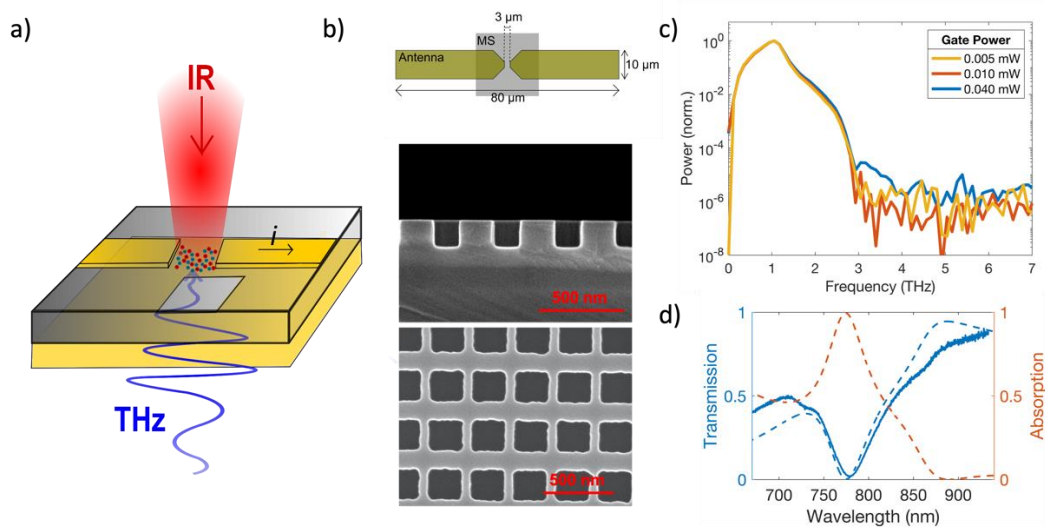 a)
IR
i
THz
b)
3 µm
MS
Antenna
10 µm
80 µm
500 nm
500 nm
c)
Power (norm.)
10⁰
10⁻²
10⁻⁴
10⁻⁶
10⁻⁸
0 1 2 3 4 5 6 7
Frequency (THz)
Gate Power
0.005 mW
0.010 mW
0.040 mW
d)
Transmission
1
0.5
0
700 750 800 850 900
Wavelength (nm)
1
0.5
0
Absorption